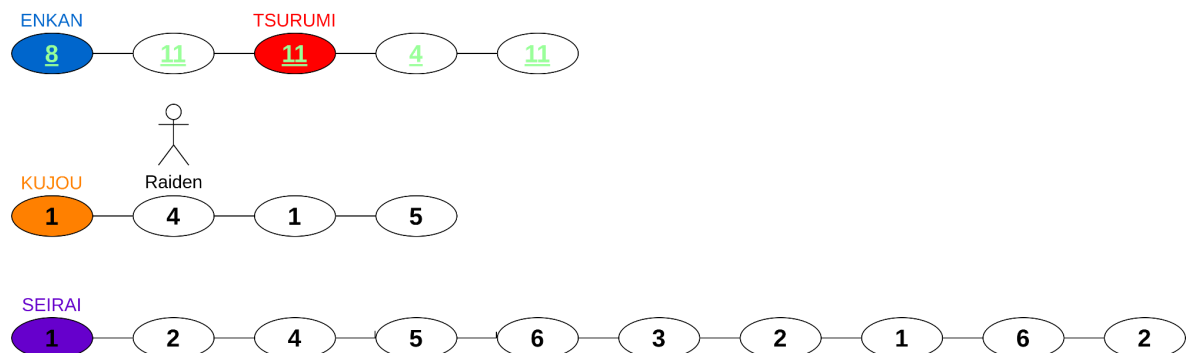 ENKAN TSURUMI
8 11 11 4 11
Raiden
KUJOU
1 4 1 5
SEIRAI
1 2 4 5 6 3 2 1 6 2